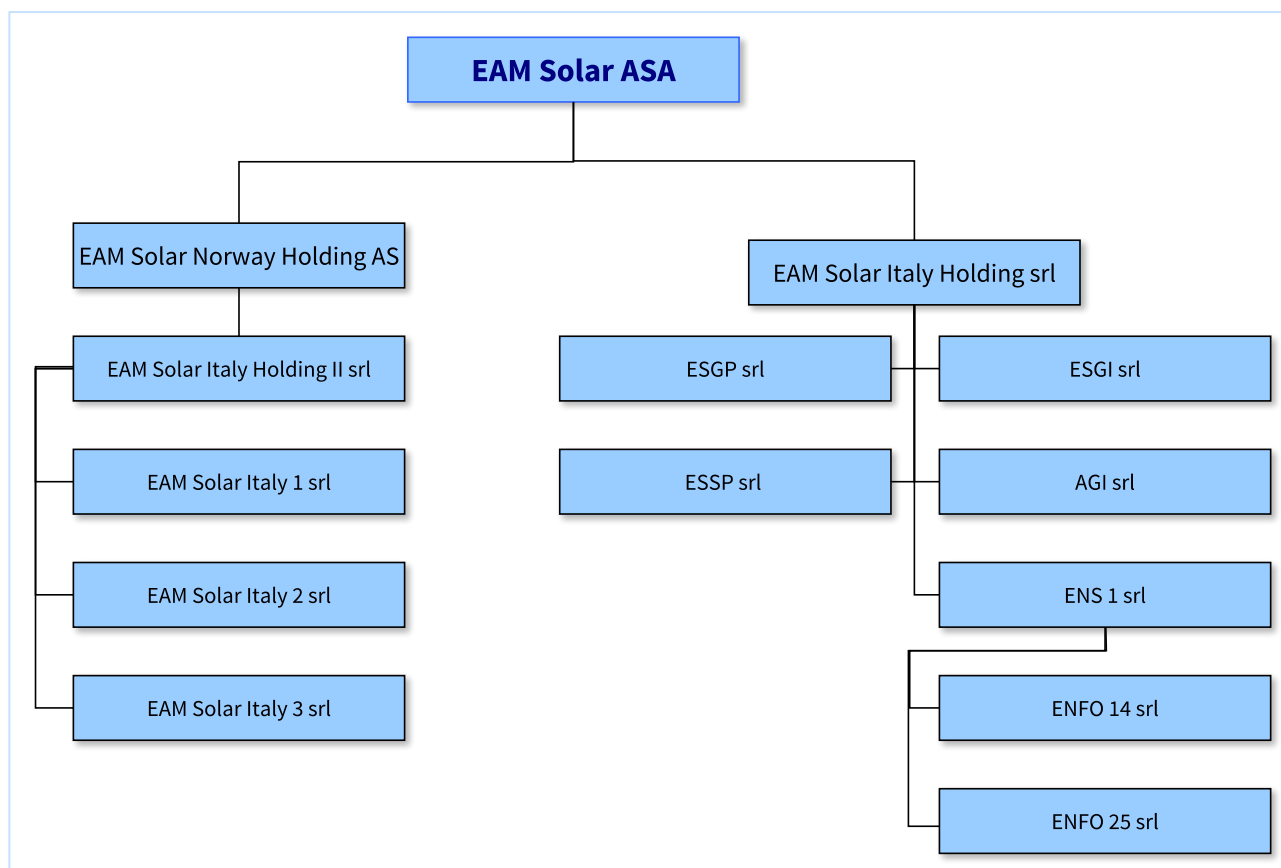 EAM Solar ASA
EAM Solar Norway Holding AS
EAM Solar Italy Holding srl
EAM Solar Italy Holding II srl
ESGP srl
ESGI srl
EAM Solar Italy 1 srl
ESSP srl
AGI srl
EAM Solar Italy 2 srl
ENS 1 srl
EAM Solar Italy 3 srl
ENFO 14 srl
ENFO 25 srl